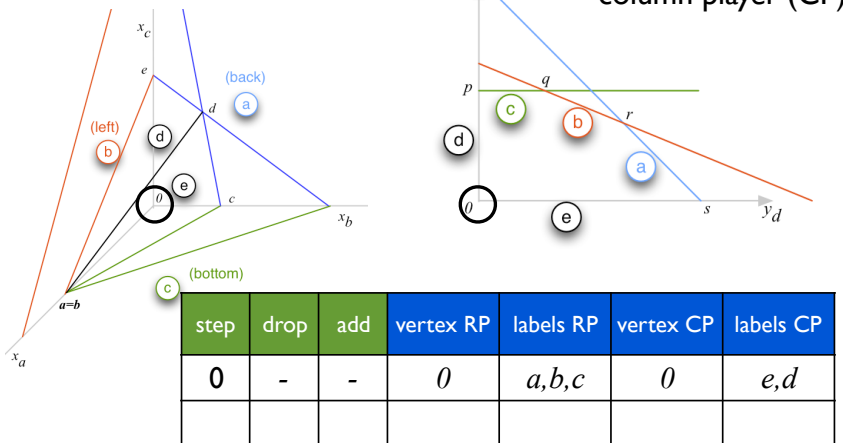 column player (CP)
x_c
e
(back)
a
d
(left)
b
d
e
0
c
x_b
(bottom)
c
a=b
x_a
p
q
c
b
r
d
a
0
e
s
y_d
step drop add vertex RP labels RP vertex CP labels CP
0 - - 0 a,b,c 0 e,d